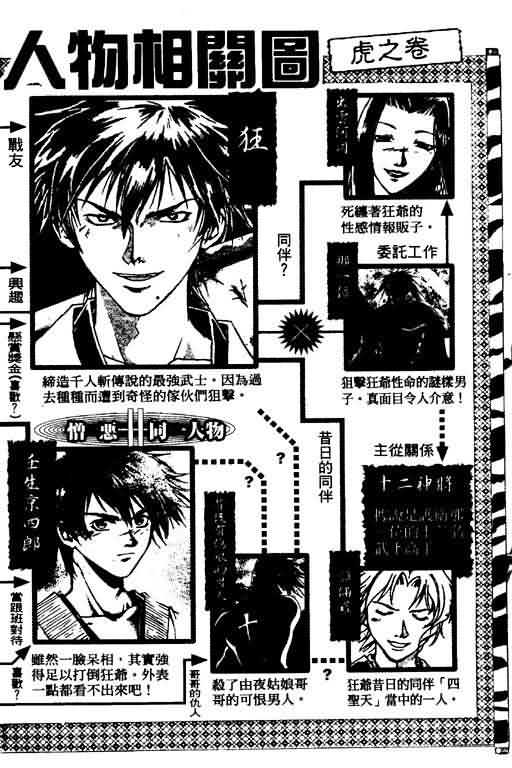 人物相關圖
虎之卷
狂
戰友
興趣
懸賞獎金(喜歡?)
締造千人斬傳說的最強武士。因為過
去種種而遭到奇怪的傢伙們狙擊。
同伴?
死纏著狂爺的
性感情報販子。
委託工作
狙擊狂爺性命的謎樣男
子。真面目令人介意!
憎惡
同一人物
昔日的同伴
主從關係
十二神將
壬生京四郎
當跟班對待
喜歡?
雖然一臉呆相,其實強
得足以打倒狂爺。外表
一點都看不出來吧!
?
?
哥哥的仇人
殺了由夜姑娘哥
哥的可恨男人。
?
狂爺昔日的同伴「四
聖天」當中的一人。